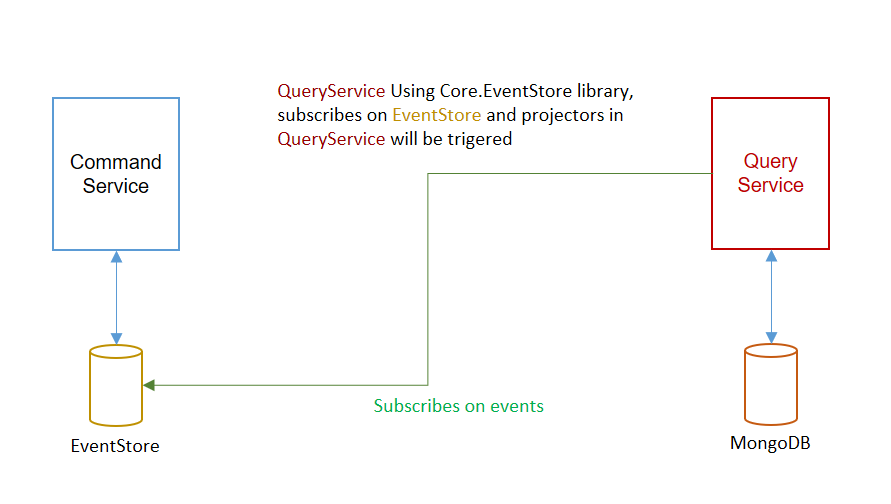 QueryService Using Core.EventStore library,
subscribes on EventStore and projectors in
QueryService will be trigered
Command
Service
Query
Service
Subscribes on events
EventStore
MongoDB